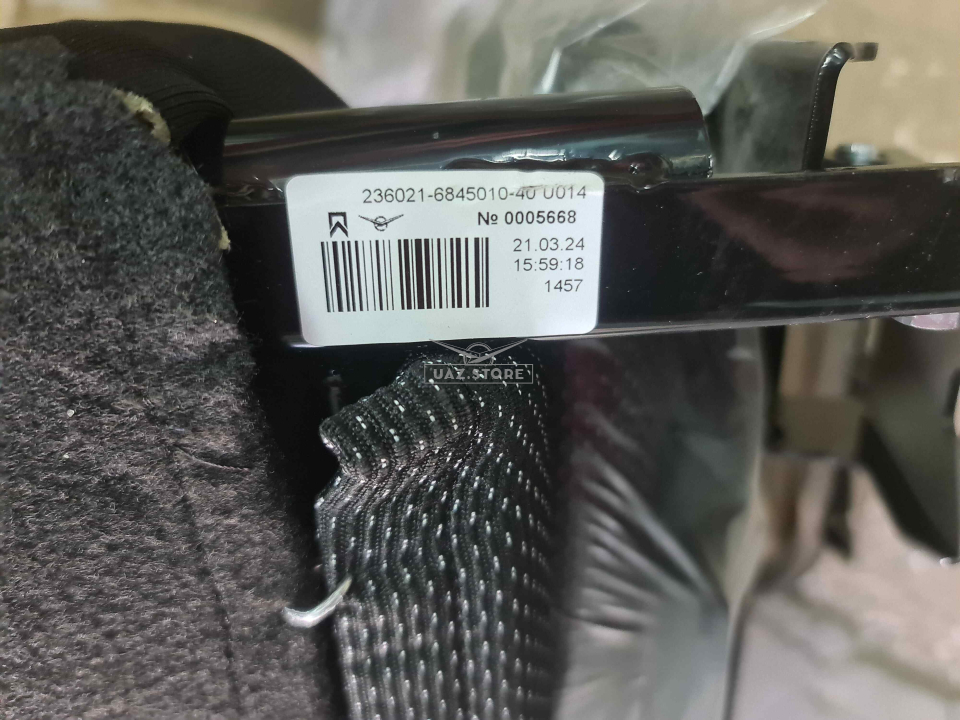 236021-6845010-40 U014
№ 0005668
21.03.24
15:59:18
1457
UAZ.STORE